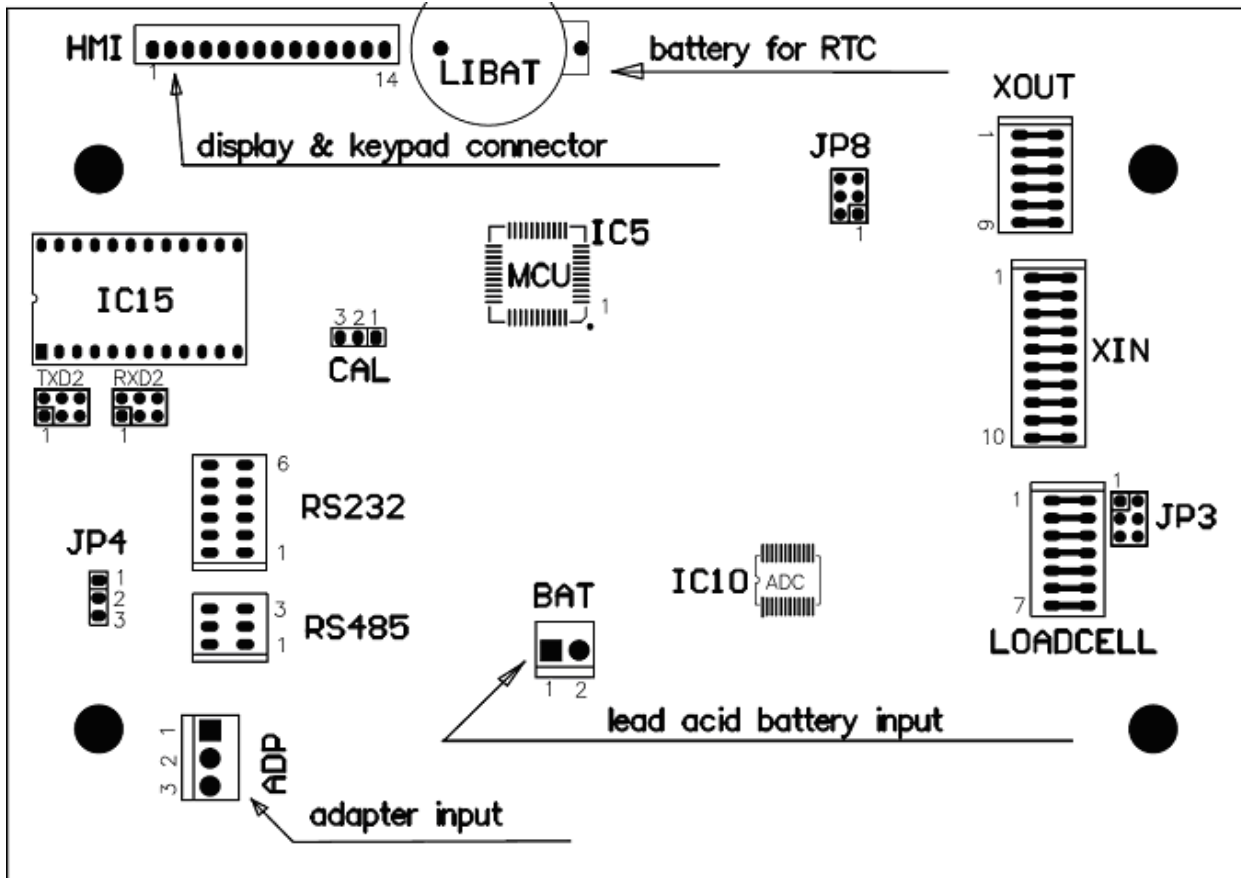 HMI
1
14
LIBAT
battery for RTC
XOUT
1
6
display & keypad connector
JP8
1
IC5
MCU
1
IC15
3 2 1
CAL
1
XIN
10
TXD2 RXD2
1 1
6
RS232
1
1
1
JP3
7
LOADCELL
JP4
1
2
3
3
RS485
1
IC10 ADC
BAT
1 2
lead acid battery input
1
2
3
ADP
adapter input